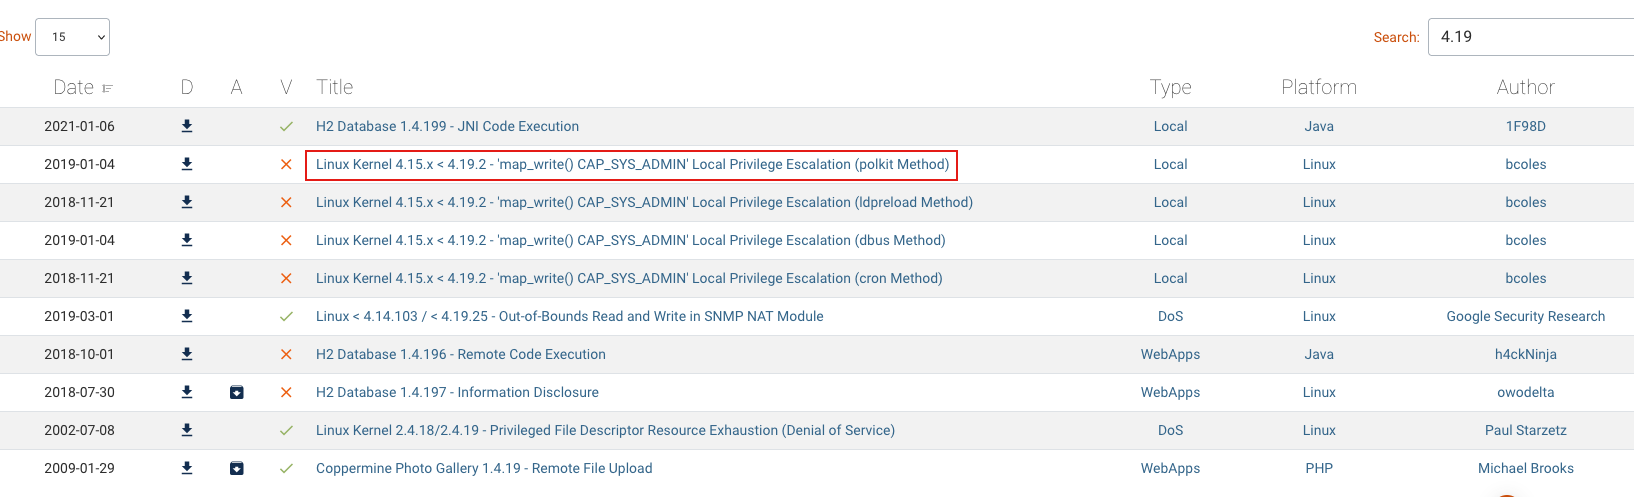 Show 15 Search: 4.19
Date D A V Title Type Platform Author
2021-01-06 H2 Database 1.4.199 - JNI Code Execution Local Java 1F98D
2019-01-04 Linux Kernel 4.15.x < 4.19.2 - 'map_write() CAP_SYS_ADMIN' Local Privilege Escalation (polkit Method) Local Linux bcoles
2018-11-21 Linux Kernel 4.15.x < 4.19.2 - 'map_write() CAP_SYS_ADMIN' Local Privilege Escalation (ldpreload Method) Local Linux bcoles
2019-01-04 Linux Kernel 4.15.x < 4.19.2 - 'map_write() CAP_SYS_ADMIN' Local Privilege Escalation (dbus Method) Local Linux bcoles
2018-11-21 Linux Kernel 4.15.x < 4.19.2 - 'map_write() CAP_SYS_ADMIN' Local Privilege Escalation (cron Method) Local Linux bcoles
2019-03-01 Linux < 4.14.103 / < 4.19.25 - Out-of-Bounds Read and Write in SNMP NAT Module DoS Linux Google Security Research
2018-10-01 H2 Database 1.4.196 - Remote Code Execution WebApps Java h4ckNinja
2018-07-30 H2 Database 1.4.197 - Information Disclosure WebApps Linux owodelta
2002-07-08 Linux Kernel 2.4.18/2.4.19 - Privileged File Descriptor Resource Exhaustion (Denial of Service) DoS Linux Paul Starzetz
2009-01-29 Coppermine Photo Gallery 1.4.19 - Remote File Upload WebApps PHP Michael Brooks